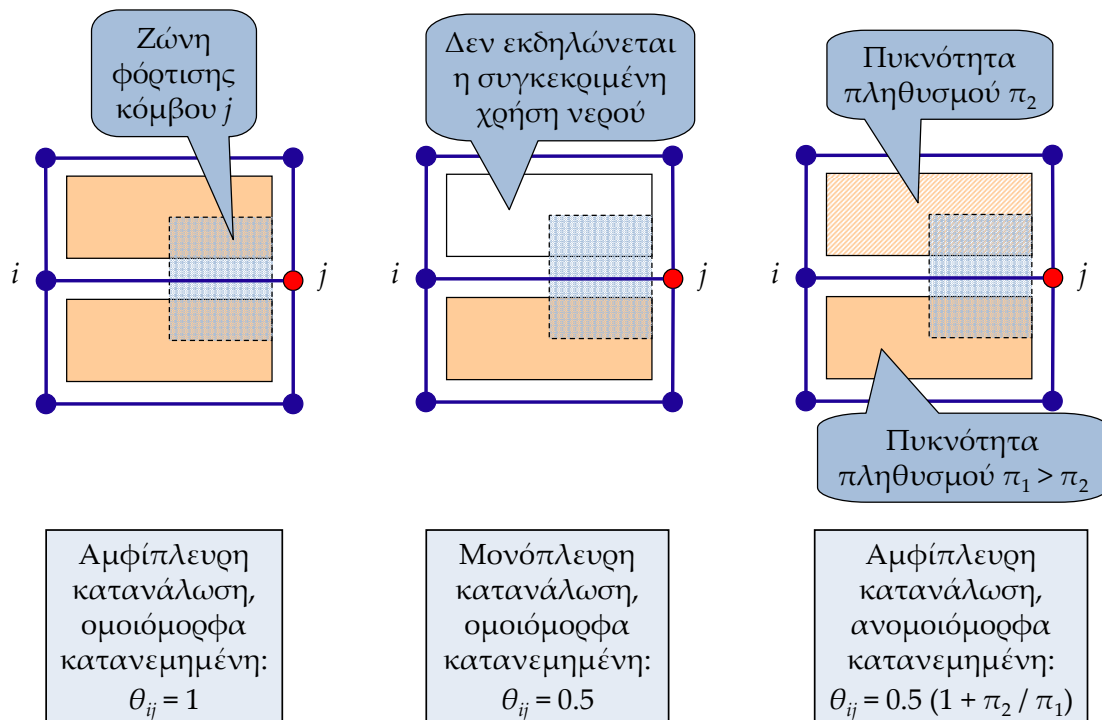 Ζώνη
φόρτισης
κόμβου j
Δεν εκδηλώνεται
η συγκεκριμένη
χρήση νερού
Πυκνότητα
πληθυσμού π₂
i
j
i
j
i
j
Πυκνότητα
πληθυσμού π₁ > π₂
Αμφίπλευρη
κατανάλωση,
ομοιόμορφα
κατανεμημένη:
θᵢⱼ = 1
Μονόπλευρη
κατανάλωση,
ομοιόμορφα
κατανεμημένη:
θᵢⱼ = 0.5
Αμφίπλευρη
κατανάλωση,
ανομοιόμορφα
κατανεμημένη:
θᵢⱼ = 0.5 (1 + π₂ / π₁)